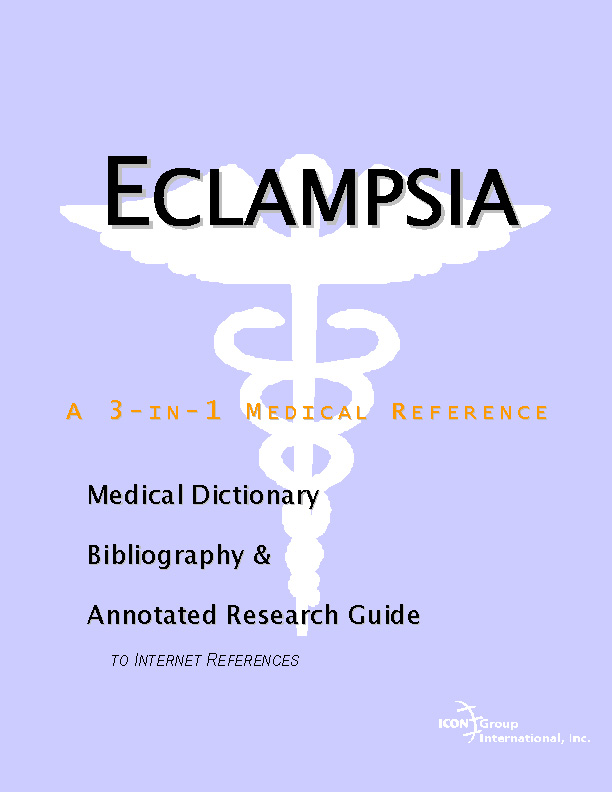 ECLAMPSIA
A 3-IN-1 MEDICAL REFERENCE
Medical Dictionary
Bibliography &
Annotated Research Guide
TO INTERNET REFERENCES
ICON Group
International, Inc.